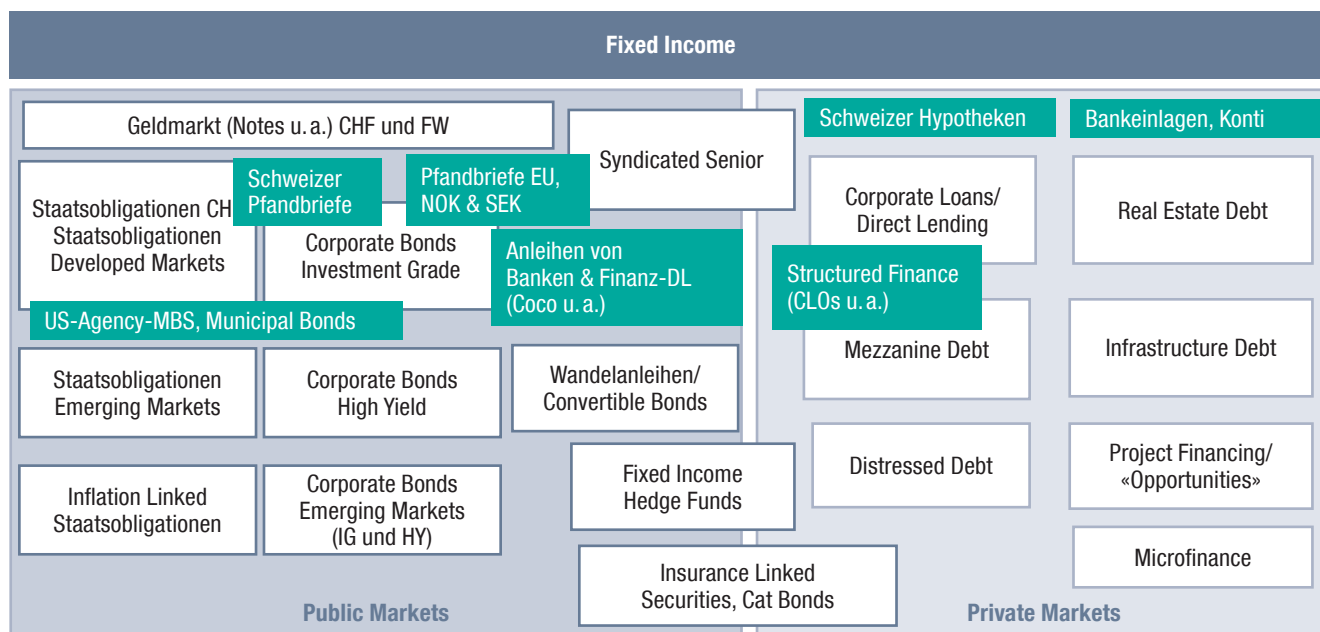 Fixed Income
Geldmarkt (Notes u. a.) CHF und FW
Syndicated Senior
Schweizer Hypotheken
Bankeinlagen, Konti
Staatsobligationen CH
Staatsobligationen
Developed Markets
Schweizer
Pfandbriefe
Pfandbriefe EU,
NOK & SEK
Corporate Bonds
Investment Grade
Anleihen von
Banken & Finanz-DL
(Coco u. a.)
Corporate Loans/
Direct Lending
Real Estate Debt
Structured Finance
(CLOs u. a.)
US-Agency-MBS, Municipal Bonds
Staatsobligationen
Emerging Markets
Corporate Bonds
High Yield
Wandelanleihen/
Convertible Bonds
Mezzanine Debt
Infrastructure Debt
Inflation Linked
Staatsobligationen
Corporate Bonds
Emerging Markets
(IG und HY)
Fixed Income
Hedge Funds
Distressed Debt
Project Financing/
«Opportunities»
Microfinance
Insurance Linked
Securities, Cat Bonds
Public Markets
Private Markets